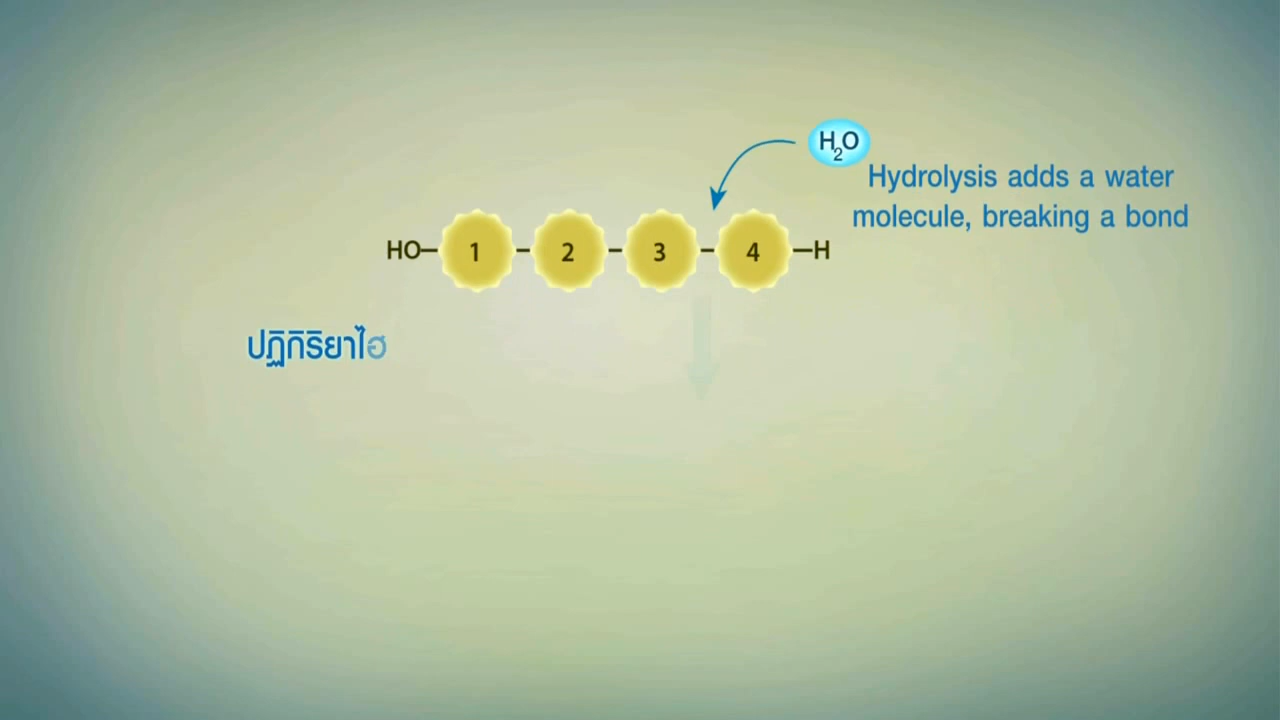 H₂O
Hydrolysis adds a water
molecule, breaking a bond
HO 1 2 3 4 H
ปฏิกิริยาไฮ